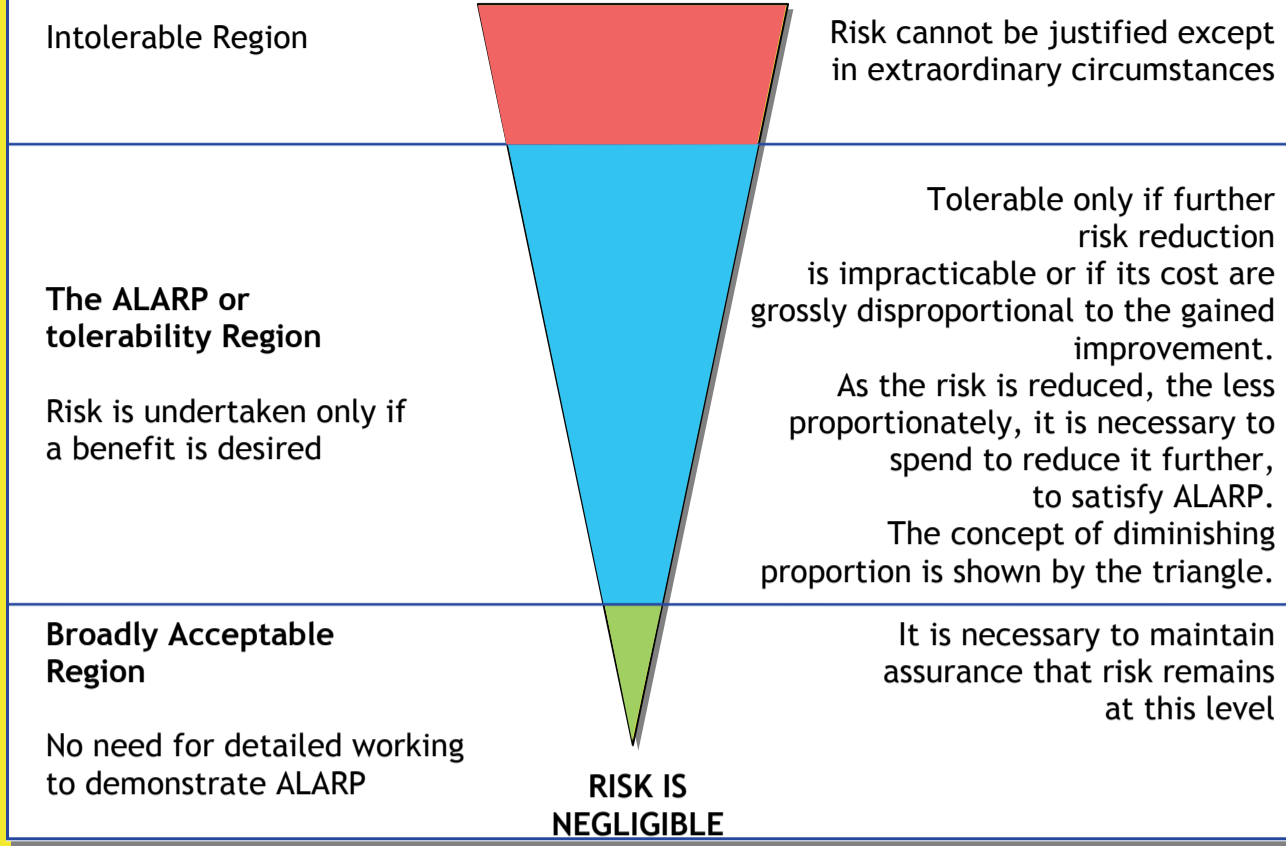 Intolerable Region
Risk cannot be justified except
in extraordinary circumstances
The ALARP or
tolerability Region
Risk is undertaken only if
a benefit is desired
Tolerable only if further
risk reduction
is impracticable or if its cost are
grossly disproportional to the gained
improvement.
As the risk is reduced, the less
proportionately, it is necessary to
spend to reduce it further,
to satisfy ALARP.
The concept of diminishing
proportion is shown by the triangle.
Broadly Acceptable
Region
No need for detailed working
to demonstrate ALARP
It is necessary to maintain
assurance that risk remains
at this level
RISK IS
NEGLIGIBLE